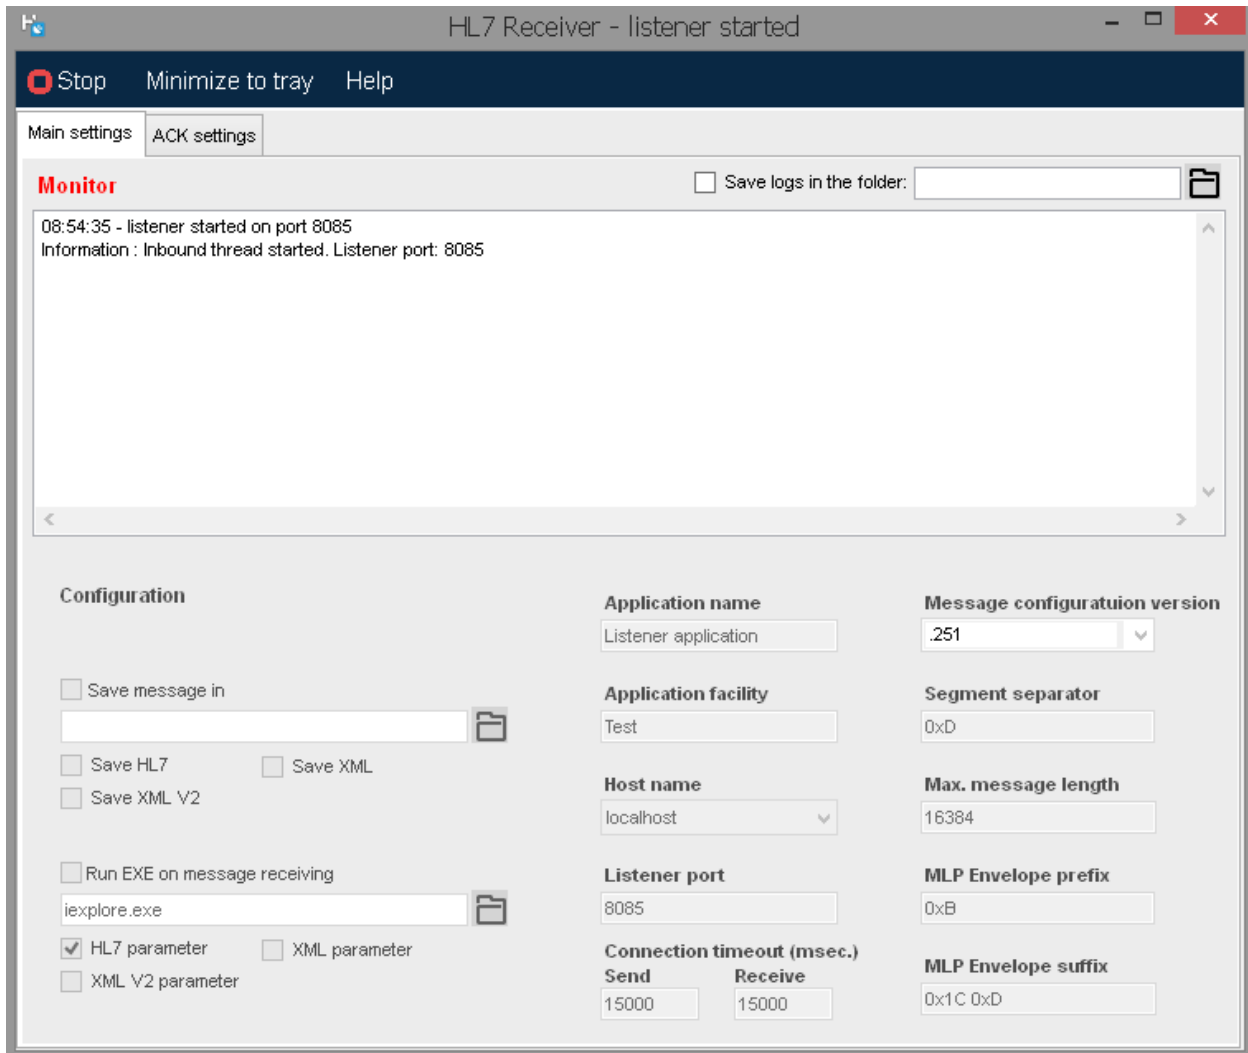 HL7 Receiver - listener started
Stop Minimize to tray Help
Main settings ACK settings
Monitor Save logs in the folder:
08:54:35 - listener started on port 8085
Information : Inbound thread started. Listener port: 8085
Configuration
Save message in
Save HL7 Save XML
Save XML V2
Run EXE on message receiving
iexplore.exe
HL7 parameter XML parameter
XML V2 parameter
Application name
Listener application
Application facility
Test
Host name
localhost
Listener port
8085
Connection timeout (msec.)
Send Receive
15000 15000
Message configuratuion version
.251
Segment separator
0xD
Max. message length
16384
MLP Envelope prefix
0xB
MLP Envelope suffix
0x1C 0xD